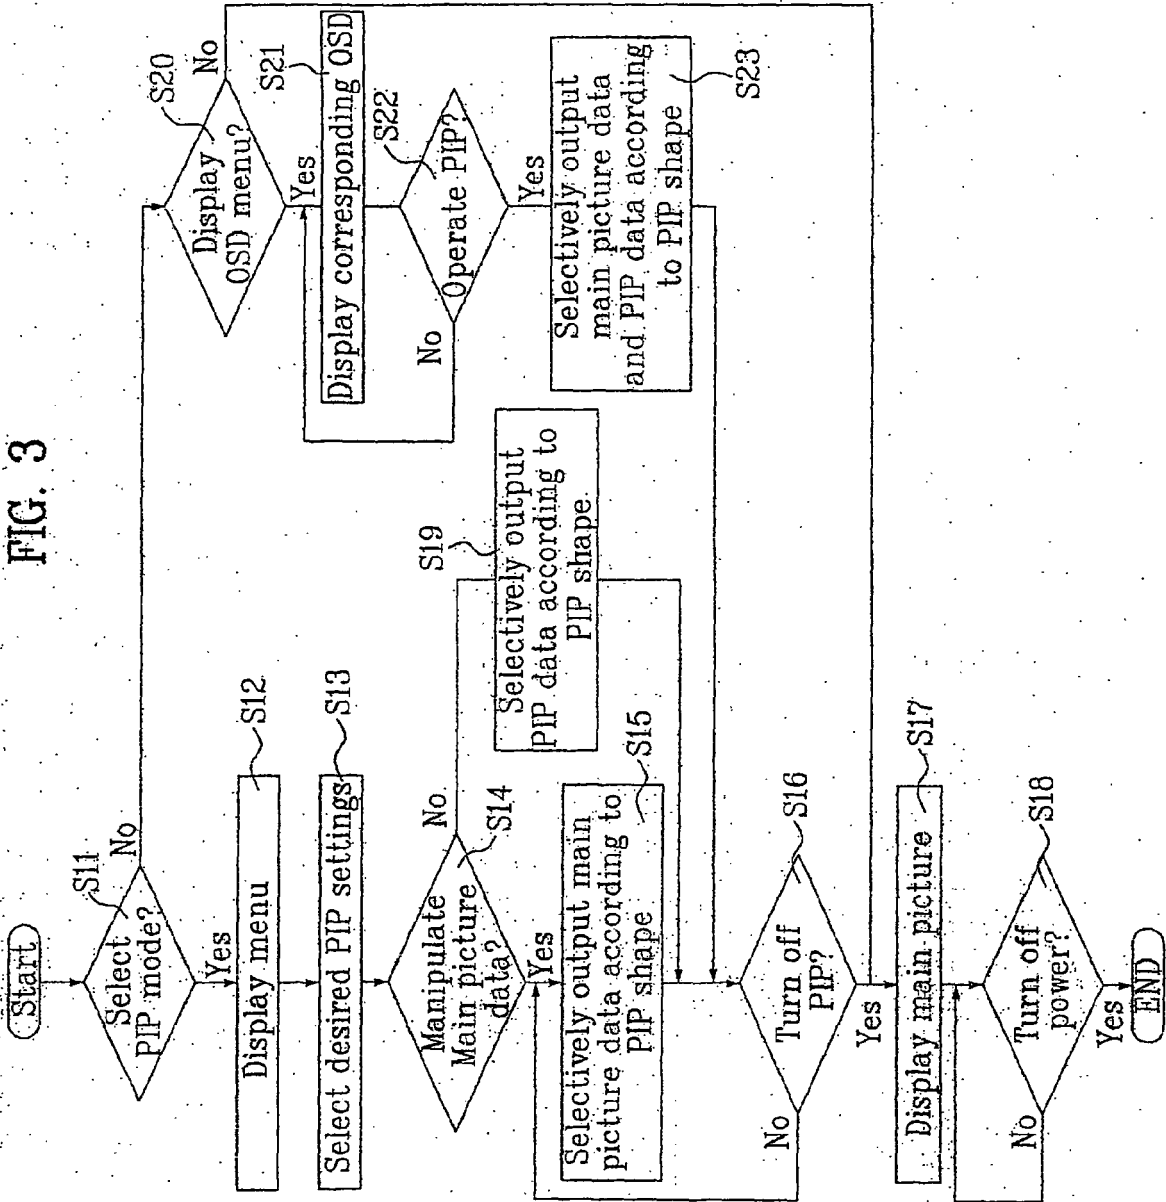 FIG. 3
Start
S11
Select
PIP mode?
No
Yes
S12
Display menu
S13
Select desired PIP settings
S14
Manipulate
Main picture
data?
No
Yes
S15
Selectively output main
picture data according to
PIP shape
S19
Selectively output
PIP data according to
PIP shape
S16
Turn off
PIP?
No
Yes
S17
Display main picture
S18
Turn off
power?
No
Yes
END
S20
Display
OSD menu?
No
Yes
S21
Display corresponding OSD
S22
Operate PIP?
No
Yes
S23
Selectively output
main picture data
and PIP data according
to PIP shape